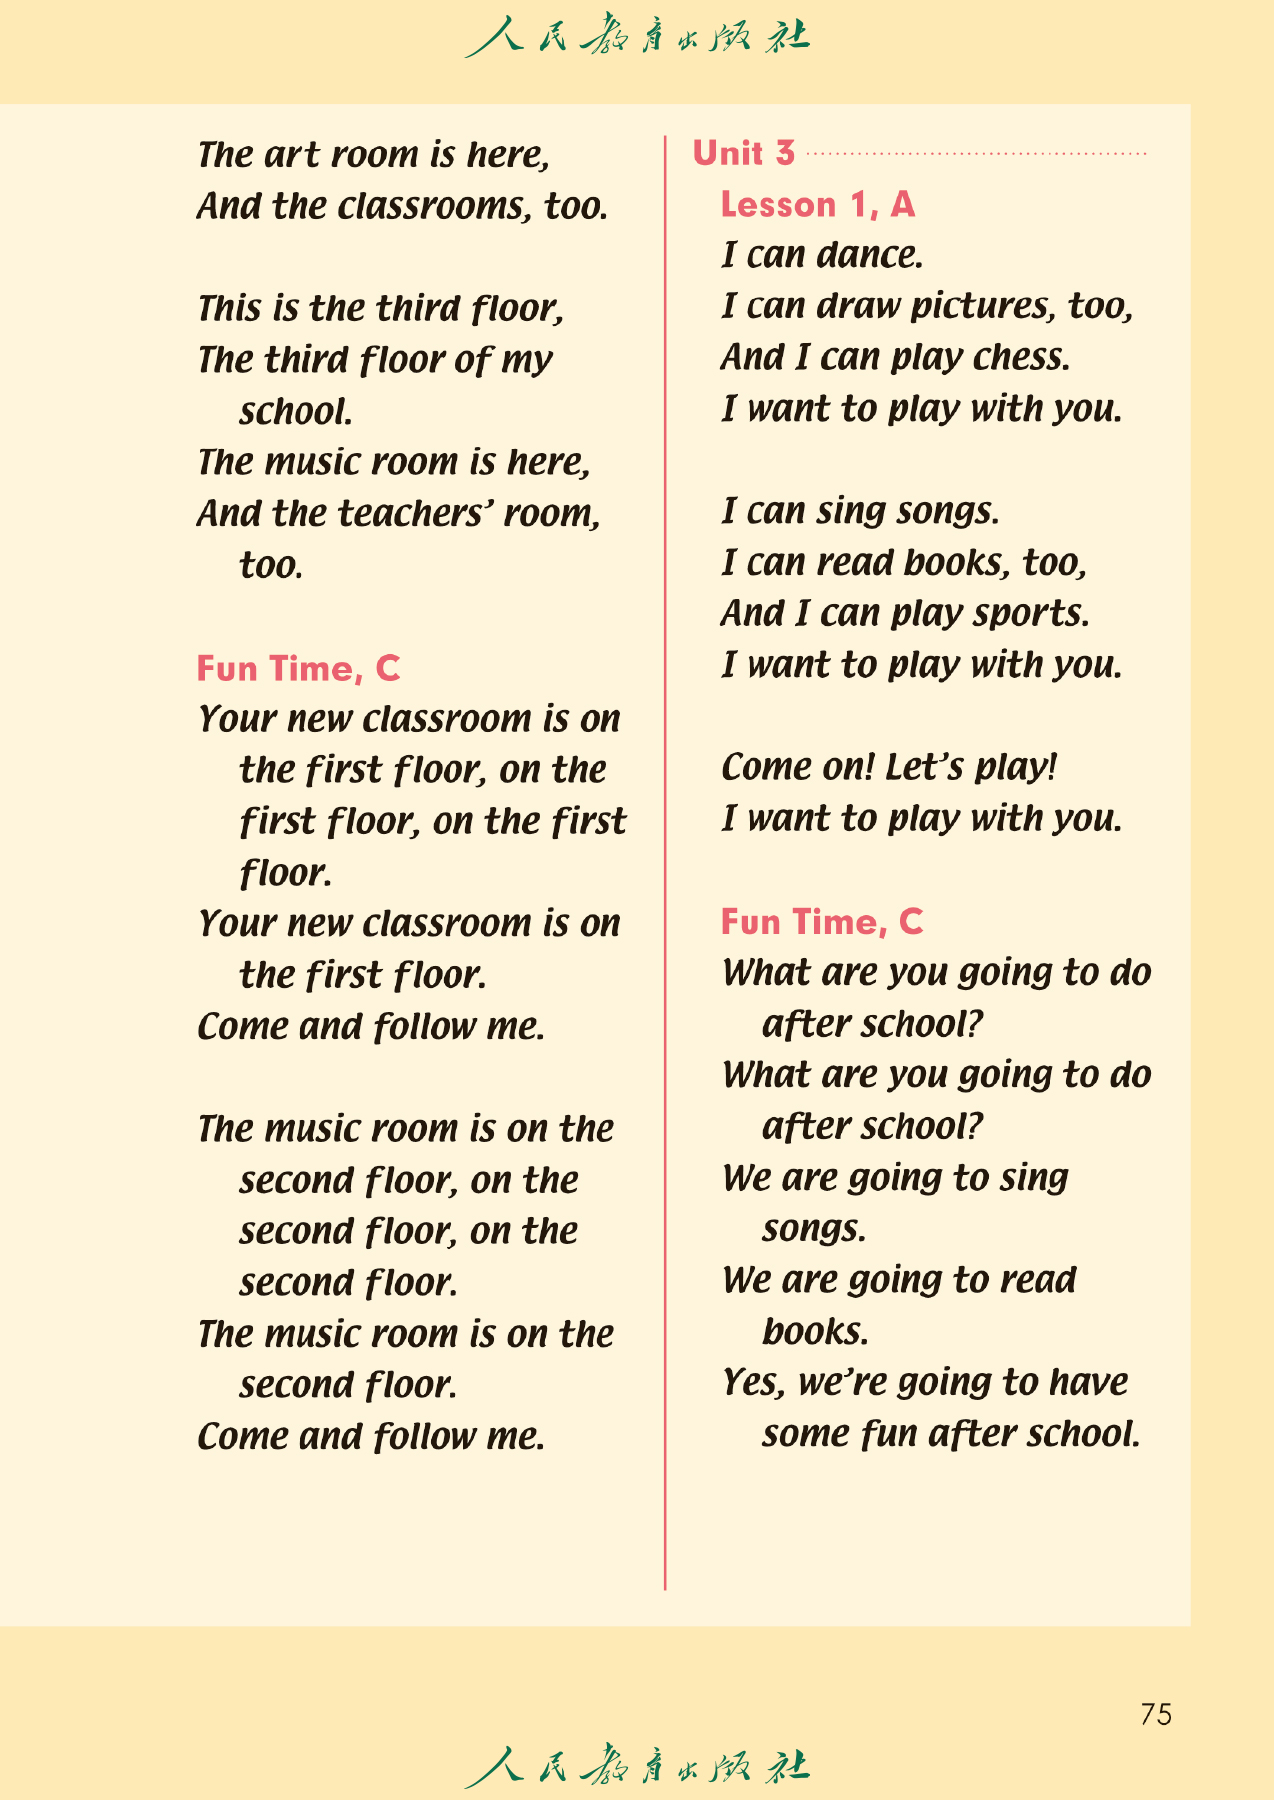 人民教育出版社
The art room is here,
And the classrooms, too.
This is the third floor,
The third floor of my
school.
The music room is here,
And the teachers’ room,
too.
Fun Time, C
Your new classroom is on
the first floor, on the
first floor, on the first
floor.
Your new classroom is on
the first floor.
Come and follow me.
The music room is on the
second floor, on the
second floor, on the
second floor.
The music room is on the
second floor.
Come and follow me.
Unit 3
Lesson 1, A
I can dance.
I can draw pictures, too,
And I can play chess.
I want to play with you.
I can sing songs.
I can read books, too,
And I can play sports.
I want to play with you.
Come on! Let’s play!
I want to play with you.
Fun Time, C
What are you going to do
after school?
What are you going to do
after school?
We are going to sing
songs.
We are going to read
books.
Yes, we’re going to have
some fun after school.
75
人民教育出版社